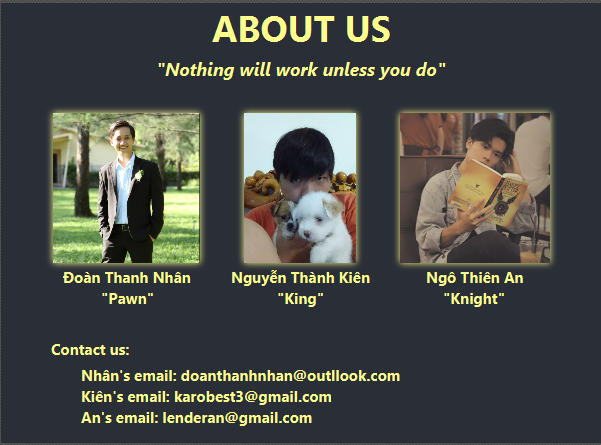 ABOUT US
"Nothing will work unless you do"
Đoàn Thanh Nhân
"Pawn"
Nguyễn Thành Kiên
"King"
Ngô Thiên An
"Knight"
Contact us:
Nhân's email: doanthanhnhan@outllook.com
Kiên's email: karobest3@gmail.com
An's email: lenderan@gmail.com